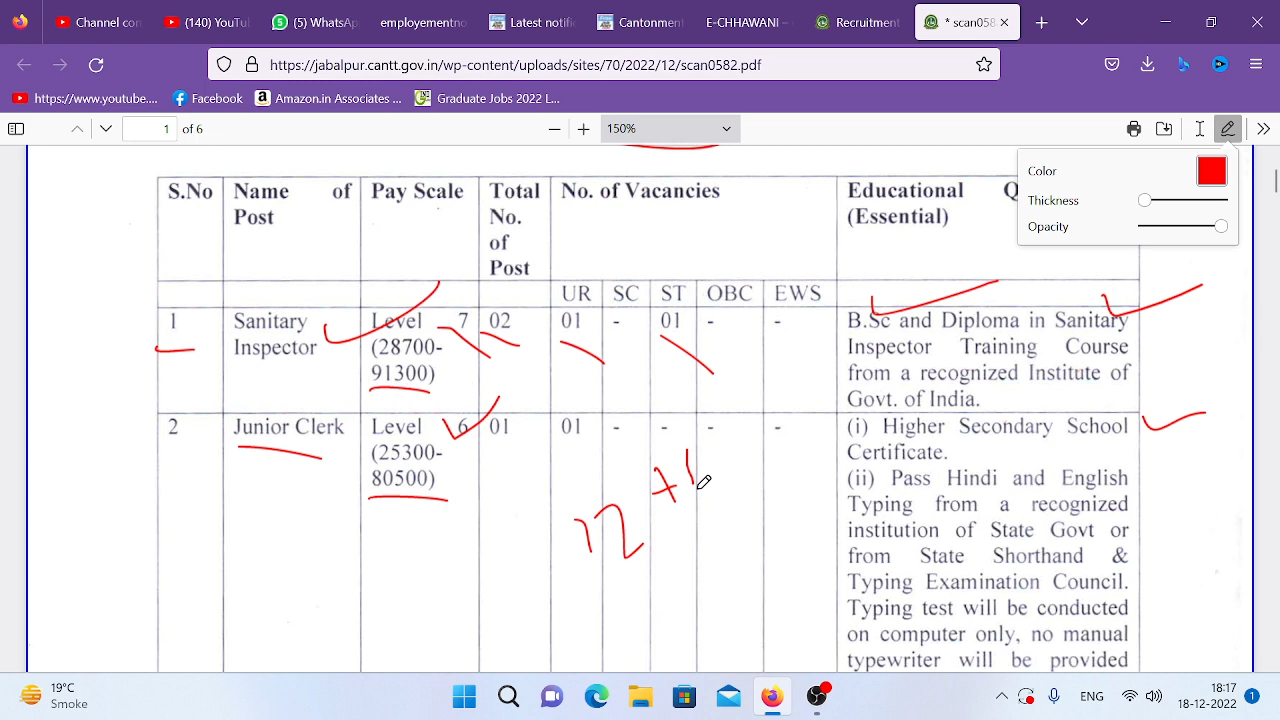 Channel con
(140) YouTul
(5) WhatsAp
employmentno
Latest notifi
Cantonment
E-CHHAWANI -
Recruitment
* scan058
https://jabalpur.cantt.gov.in/wp-content/uploads/sites/70/2022/12/scan0582.pdf
https://www.youtube....
Facebook
Amazon.in Associates ...
Graduate Jobs 2022 I...
1 of 6
150%
Color
Thickness
Opacity
S.No
Name of
Post
Pay Scale
Total
No.
of
Post
No. of Vacancies
Educational Q
(Essential)
UR SC ST OBC EWS
1
Sanitary
Inspector
Level 7
(28700-
91300)
02
01 - 01 - -
B.Sc and Diploma in Sanitary
Inspector Training Course
from a recognized Institute of
Govt. of India.
2
Junior Clerk
Level 6
(25300-
80500)
01
01 - - - -
(i) Higher Secondary School
Certificate.
(ii) Pass Hindi and English
Typing from a recognized
institution of State Govt or
from State Shorthand &
Typing Examination Council.
Typing test will be conducted
on computer only, no manual
typewriter will be provided
12 +
19°C
Smoke
ENG
18:17
18-12-2022